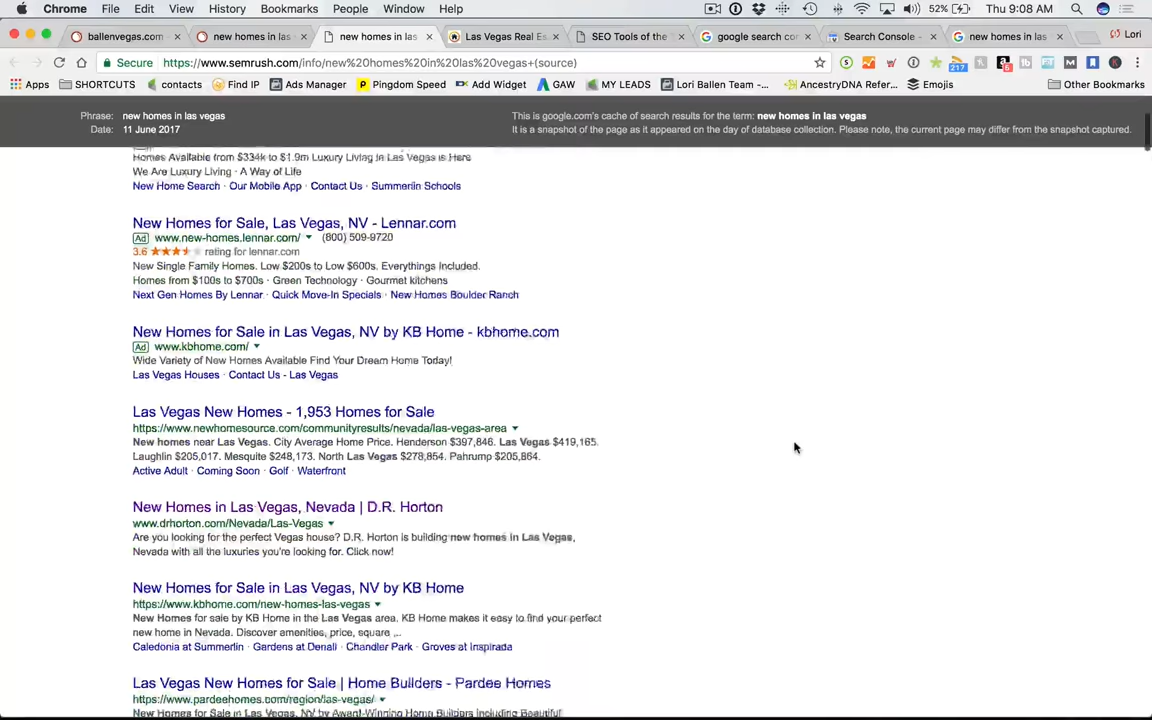 Chrome File Edit View History Bookmarks People Window Help 52% Thu 9:08 AM
ballenvegas.com - new homes in las new homes in las Las Vegas Real Es SEO Tools of the google search con Search Console - new homes in las Lori
Secure https://www.semrush.com/info/new%20homes%20in%20las%20vegas+(source) 217
Apps SHORTCUTS contacts Find IP Ads Manager Pingdom Speed Add Widget GAW MY LEADS Lori Ballen Team -... AncestryDNA Refer... Emojis Other Bookmarks
Phrase: new homes in las vegas This is google.com's cache of search results for the term: new homes in las vegas
Date: 11 June 2017 It is a snapshot of the page as it appeared on the day of database collection. Please note, the current page may differ from the snapshot captured.
Homes Available from $334k to $1.9m Luxury Living in Las Vegas is Here
We Are Luxury Living · A Way of Life
New Home Search · Our Mobile App · Contact Us · Summerlin Schools
New Homes for Sale, Las Vegas, NV - Lennar.com
Ad www.new-homes.lennar.com/ (800) 509-9720
3.6 rating for lennar.com
New Single Family Homes. Low $200s to Low $600s. Everything Included.
Homes from $100s to $700s · Green Technology · Gourmet kitchens
Next Gen Homes By Lennar · Quick Move-In Specials · New Homes Boulder Ranch
New Homes for Sale in Las Vegas, NV by KB Home - kbhome.com
Ad www.kbhome.com/
Wide Variety of New Homes Available Find Your Dream Home Today!
Las Vegas Houses · Contact Us - Las Vegas
Las Vegas New Homes - 1,953 Homes for Sale
https://www.newhomesource.com/communityresults/nevada/las-vegas-area
New homes near Las Vegas. City Average Home Price. Henderson $397,846. Las Vegas $419,165.
Laughlin $205,017. Mesquite $248,173. North Las Vegas $278,854. Pahrump $205,864.
Active Adult · Coming Soon · Golf · Waterfront
New Homes in Las Vegas, Nevada | D.R. Horton
www.drhorton.com/Nevada/Las-Vegas
Are you looking for the perfect Vegas house? D.R. Horton is building new homes in Las Vegas,
Nevada with all the luxuries you're looking for. Click now!
New Homes for Sale in Las Vegas, NV by KB Home
https://www.kbhome.com/new-homes-las-vegas
New Homes for sale by KB Home in the Las Vegas area. KB Home makes it easy to find your perfect
new home in Nevada. Discover amenities, price, square ...
Caledonia at Summerlin · Gardens at Denali · Chandler Park · Groves at Inspirada
Las Vegas New Homes for Sale | Home Builders - Pardee Homes
https://www.pardeehomes.com/region/las-vegas/
New Homes for Sale in Las Vegas, NV by Award-Winning Home Builders including Beautiful